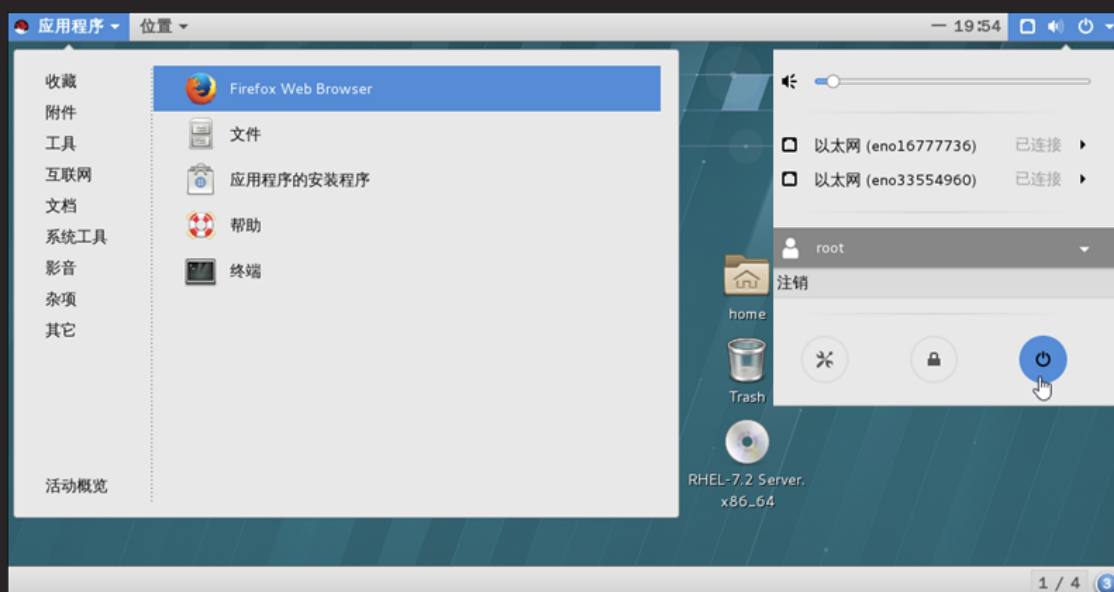 应用程序 位置 一 19:54
收藏
附件
工具
互联网
文档
系统工具
影音
杂项
其它
活动概览
Firefox Web Browser
文件
应用程序的安装程序
帮助
终端
home
Trash
RHEL-7.2 Server.
x86_64
以太网 (eno16777736) 已连接
以太网 (eno33554960) 已连接
root
注销
1 / 4 3